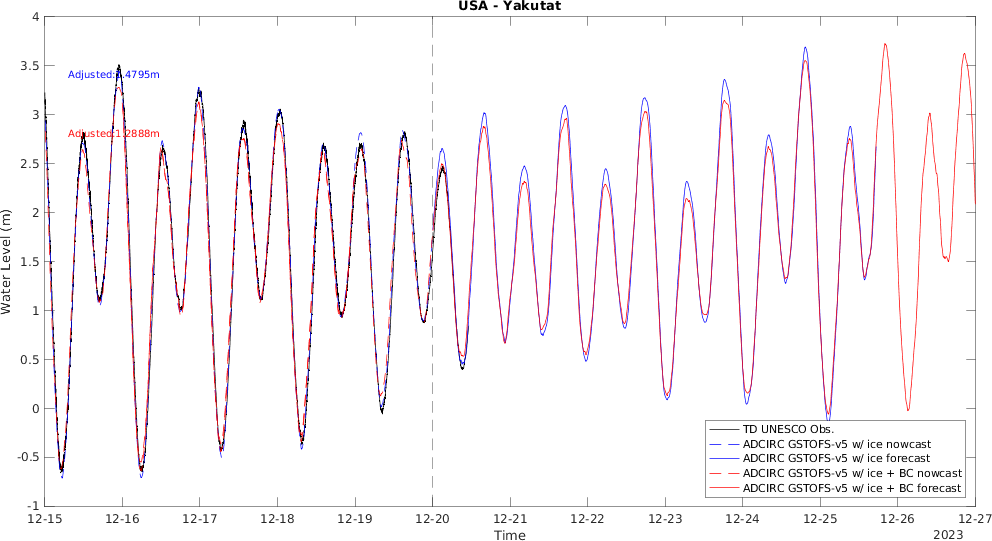 USA - Yakutat
4
3.5
3
2.5
2
1.5
1
0.5
0
-0.5
-1
Water Level (m)
Adjusted:1.4795m
Adjusted:1.2888m
TD UNESCO Obs.
ADCIRC GSTOFS-v5 w/ ice nowcast
ADCIRC GSTOFS-v5 w/ ice forecast
ADCIRC GSTOFS-v5 w/ ice + BC nowcast
ADCIRC GSTOFS-v5 w/ ice + BC forecast
12-15 12-16 12-17 12-18 12-19 12-20 12-21 12-22 12-23 12-24 12-25 12-26 12-27
Time
2023